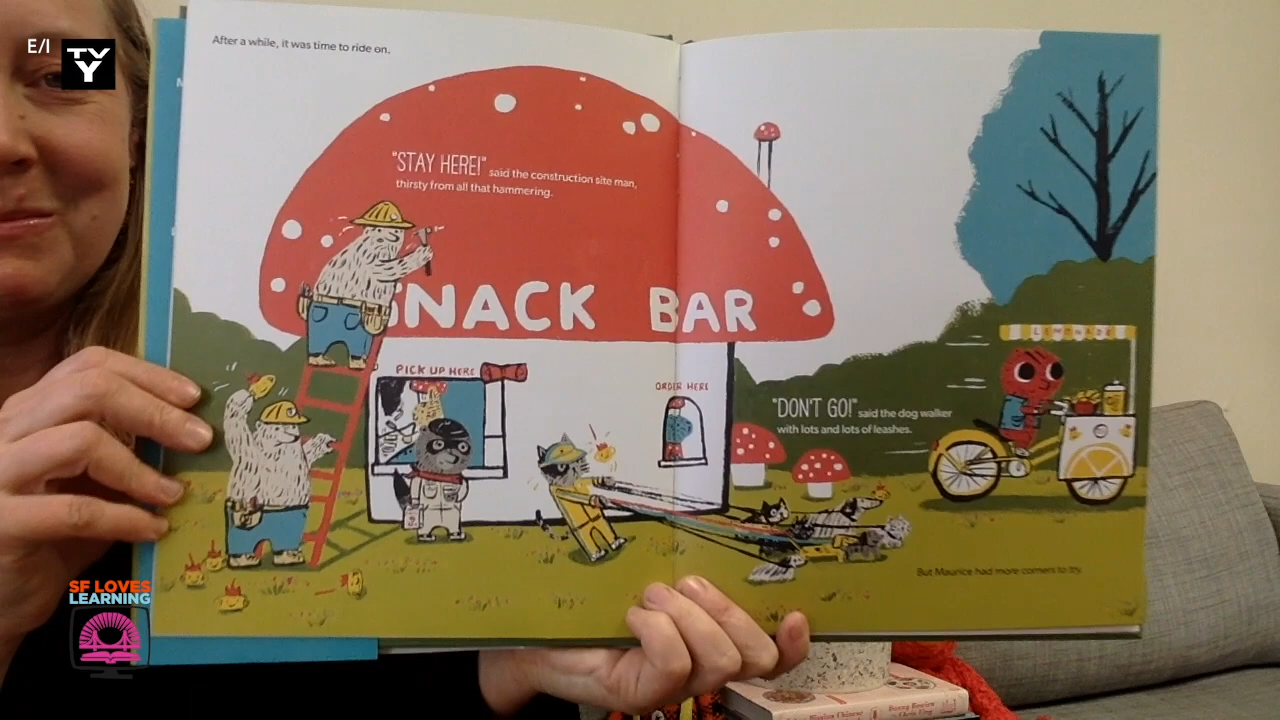 E/I
TV
Y
After a while, it was time to ride on.
"STAY HERE!" said the construction site man,
thirsty from all that hammering.
SNACK BAR
PICK UP HERE
ORDER HERE
LEMONADE
"DON'T GO!" said the dog walker
with lots and lots of leashes.
But Maurice had more corners to try.
SF LOVES
LEARNING